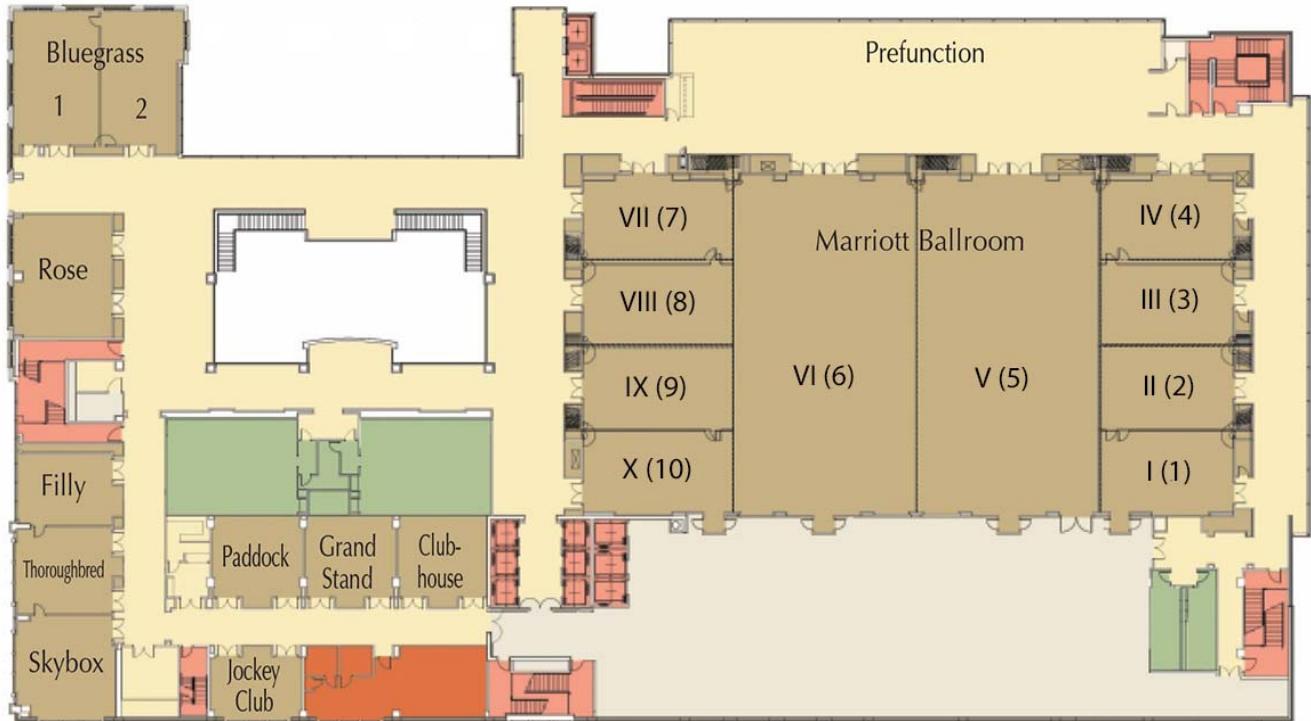 Bluegrass
1
2
Prefunction
VII (7)
IV (4)
Marriott Ballroom
Rose
VIII (8)
III (3)
IX (9)
VI (6)
V (5)
II (2)
X (10)
I (1)
Filly
Thoroughbred
Paddock
Grand
Stand
Club-
house
Skybox
Jockey
Club